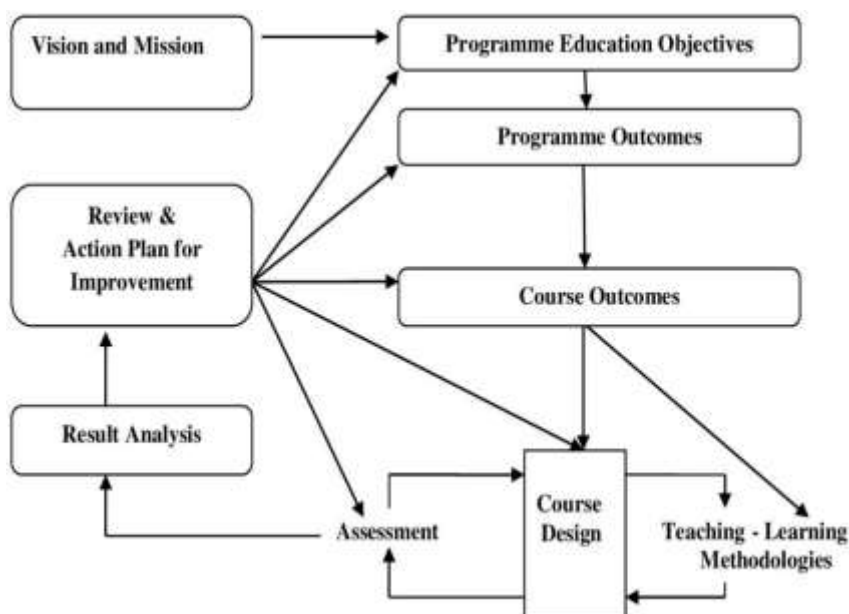 Vision and Mission
Programme Education Objectives
Programme Outcomes
Review &
Action Plan for
Improvement
Course Outcomes
Result Analysis
Assessment
Course
Design
Teaching - Learning
Methodologies